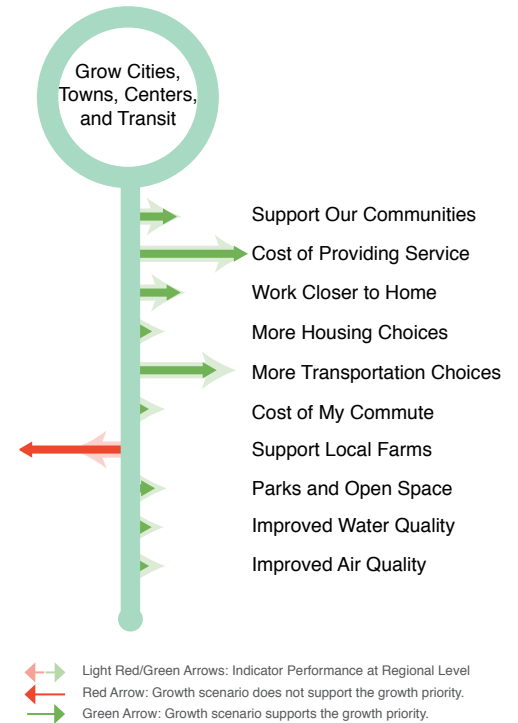 Grow Cities,
Towns, Centers,
and Transit
Support Our Communities
Cost of Providing Service
Work Closer to Home
More Housing Choices
More Transportation Choices
Cost of My Commute
Support Local Farms
Parks and Open Space
Improved Water Quality
Improved Air Quality
Light Red/Green Arrows: Indicator Performance at Regional Level
Red Arrow: Growth scenario does not support the growth priority.
Green Arrow: Growth scenario supports the growth priority.